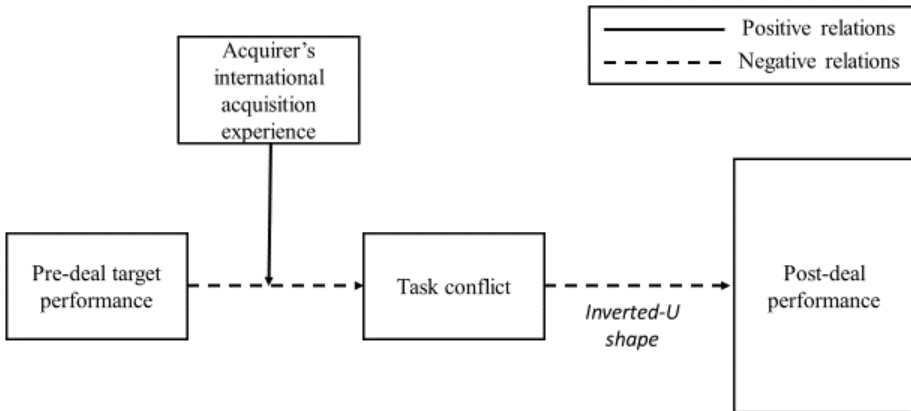 Positive relations
Negative relations
Acquirer’s
international
acquisition
experience
Pre-deal target
performance
Task conflict
Inverted-U
shape
Post-deal
performance